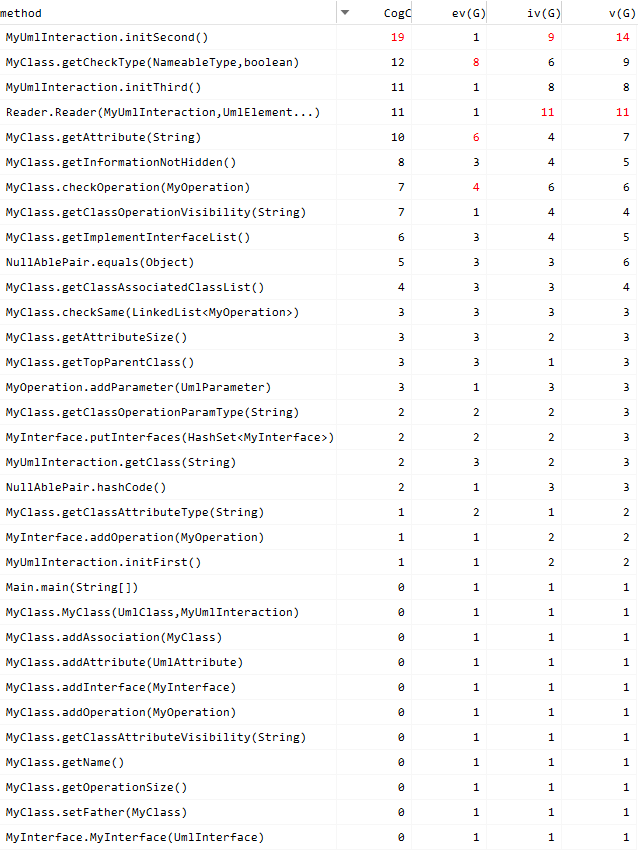 method CogC ev(G) iv(G) v(G)
MyUmlInteraction.initSecond() 19 1 9 14
MyClass.getCheckType(NameableType,boolean) 12 8 6 9
MyUmlInteraction.initThird() 11 1 8 8
Reader.Reader(MyUmlInteraction,UmlElement...) 11 1 11 11
MyClass.getAttribute(String) 10 6 4 7
MyClass.getInformationNotHidden() 8 3 4 5
MyClass.checkOperation(MyOperation) 7 4 6 6
MyClass.getClassOperationVisibility(String) 7 1 4 4
MyClass.getImplementInterfaceList() 6 3 4 5
NullAblePair.equals(Object) 5 3 3 6
MyClass.getClassAssociatedClassList() 4 3 3 4
MyClass.checkSame(LinkedList<MyOperation>) 3 3 3 3
MyClass.getAttributeSize() 3 3 2 3
MyClass.getTopParentClass() 3 3 1 3
MyOperation.addParameter(UmlParameter) 3 1 3 3
MyClass.getClassOperationParamType(String) 2 2 2 3
MyInterface.putInterfaces(HashSet<MyInterface>) 2 2 2 3
MyUmlInteraction.getClass(String) 2 3 2 3
NullAblePair.hashCode() 2 1 3 3
MyClass.getClassAttributeType(String) 1 2 1 2
MyInterface.addOperation(MyOperation) 1 1 2 2
MyUmlInteraction.initFirst() 1 1 2 2
Main.main(String[]) 0 1 1 1
MyClass.MyClass(UmlClass,MyUmlInteraction) 0 1 1 1
MyClass.addAssociation(MyClass) 0 1 1 1
MyClass.addAttribute(UmlAttribute) 0 1 1 1
MyClass.addInterface(MyInterface) 0 1 1 1
MyClass.addOperation(MyOperation) 0 1 1 1
MyClass.getClassAttributeVisibility(String) 0 1 1 1
MyClass.getName() 0 1 1 1
MyClass.getOperationSize() 0 1 1 1
MyClass.setFather(MyClass) 0 1 1 1
MyInterface.MyInterface(UmlInterface) 0 1 1 1